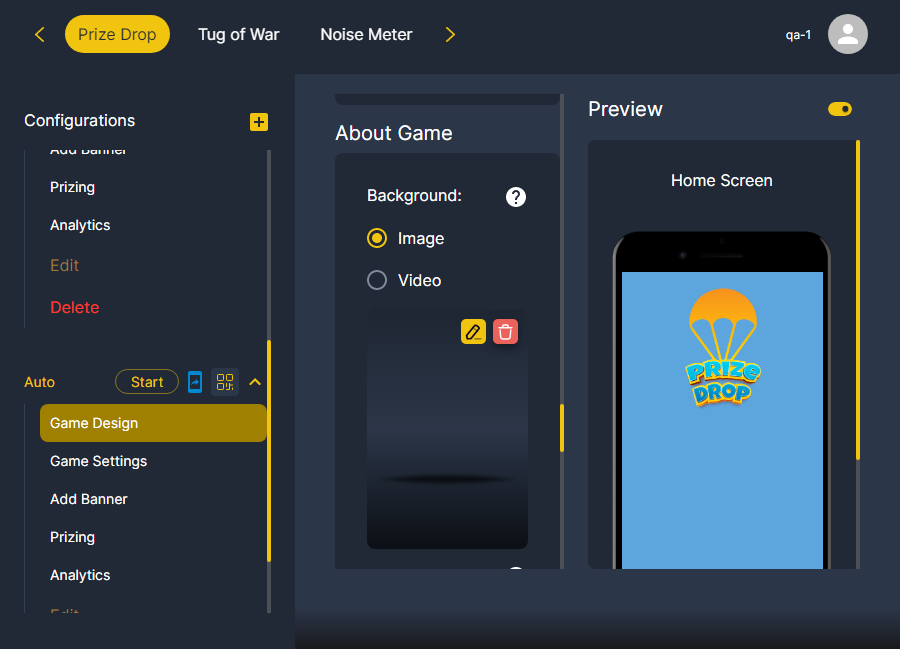 Prize Drop
Tug of War
Noise Meter
qa-1
Configurations
Add Banner
Prizing
Analytics
Edit
Delete
Auto
Start
Game Design
Game Settings
Add Banner
Prizing
Analytics
Edit
About Game
Background:
?
Image
Video
Preview
Home Screen
PRIZE
DROP